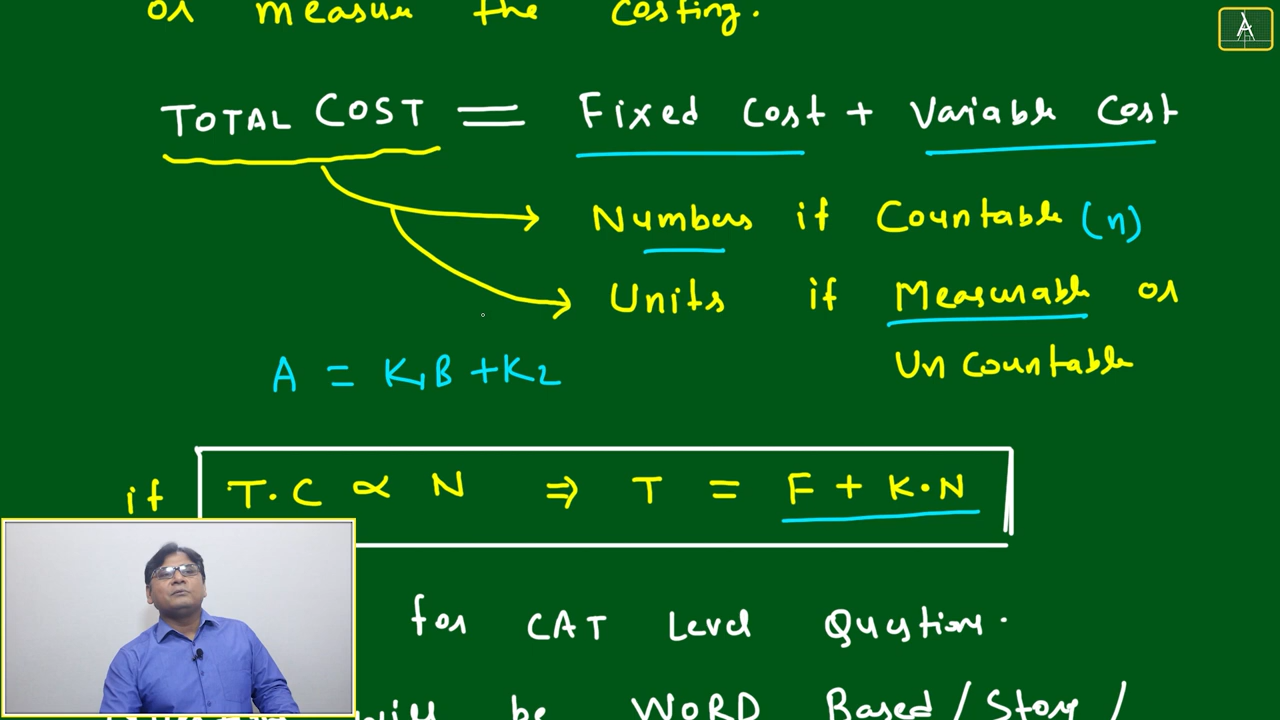 or measure the costing.
TOTAL COST = Fixed Cost + Variable Cost
Numbers if Countable (n)
Units if Measurable or
Un Countable
A = K1B + K2
if T.C ∝ N ⇒ T = F + K.N
for CAT Level Questions.
will be WORD Based / Story /